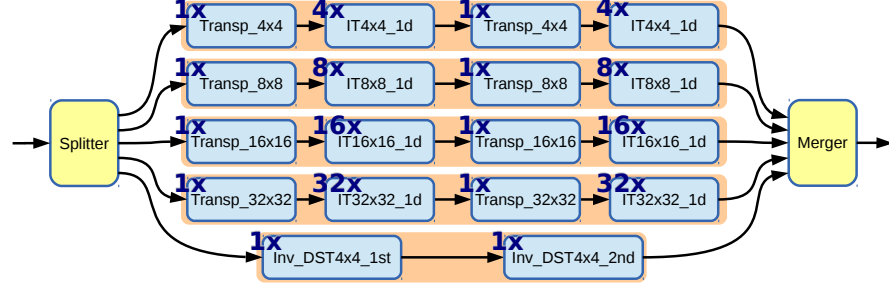 1x 4x 1x 4x
Transp_4x4 IT4x4_1d Transp_4x4 IT4x4_1d
1x 8x 1x 8x
Transp_8x8 IT8x8_1d Transp_8x8 IT8x8_1d
1x 16x 1x 16x
Splitter Transp_16x16 IT16x16_1d Transp_16x16 IT16x16_1d Merger
1x 32x 1x 32x
Transp_32x32 IT32x32_1d Transp_32x32 IT32x32_1d
1x 1x
Inv_DST4x4_1st Inv_DST4x4_2nd